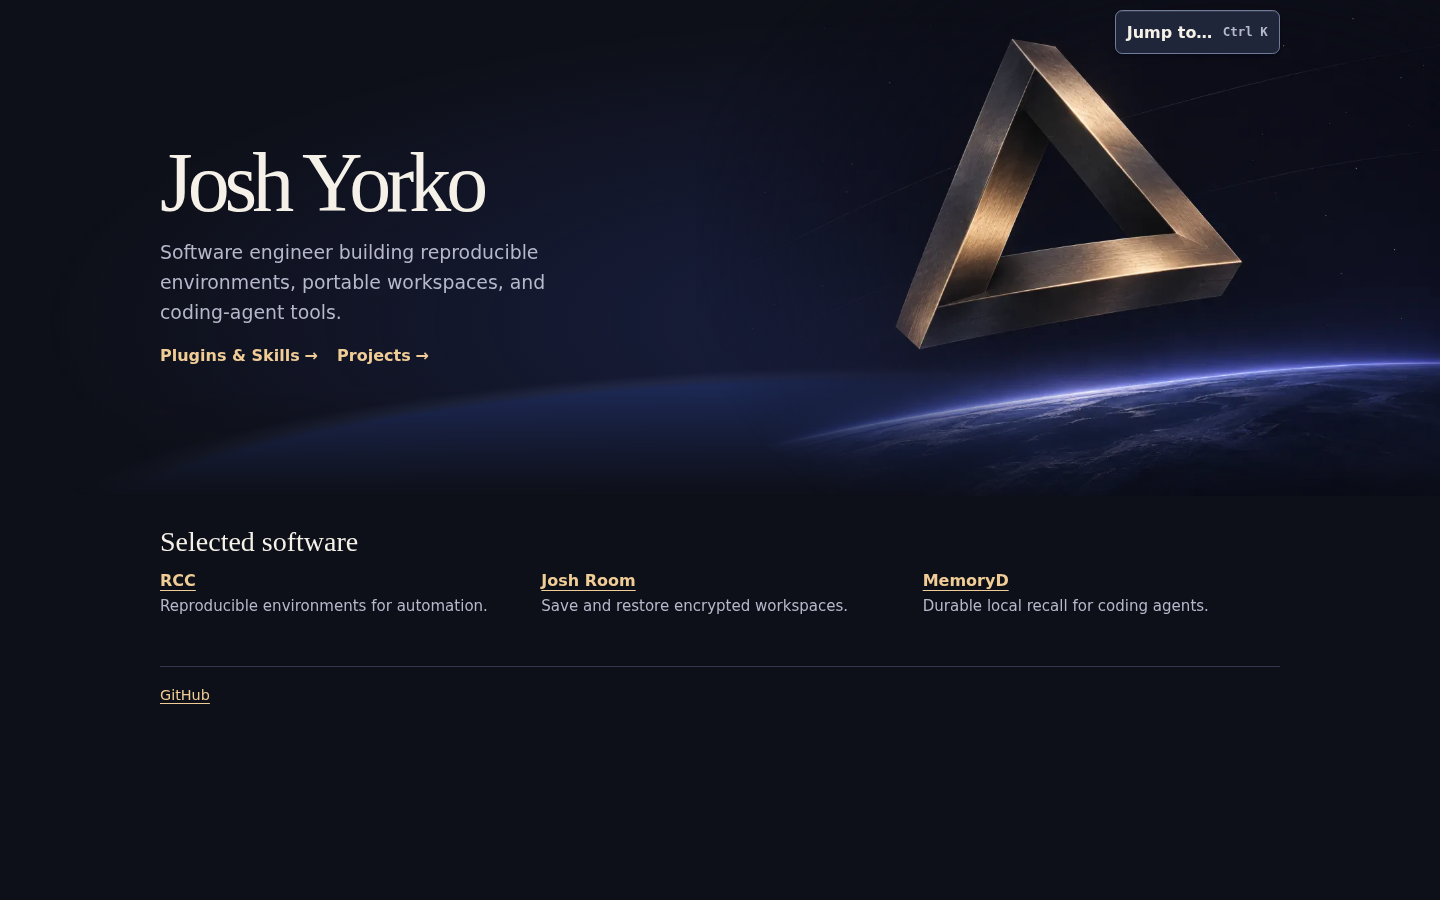 Jump to... Ctrl K
Josh Yorko
Software engineer building reproducible
environments, portable workspaces, and
coding-agent tools.
Plugins & Skills → Projects →
Selected software
RCC
Reproducible environments for automation.
Josh Room
Save and restore encrypted workspaces.
MemoryD
Durable local recall for coding agents.
GitHub